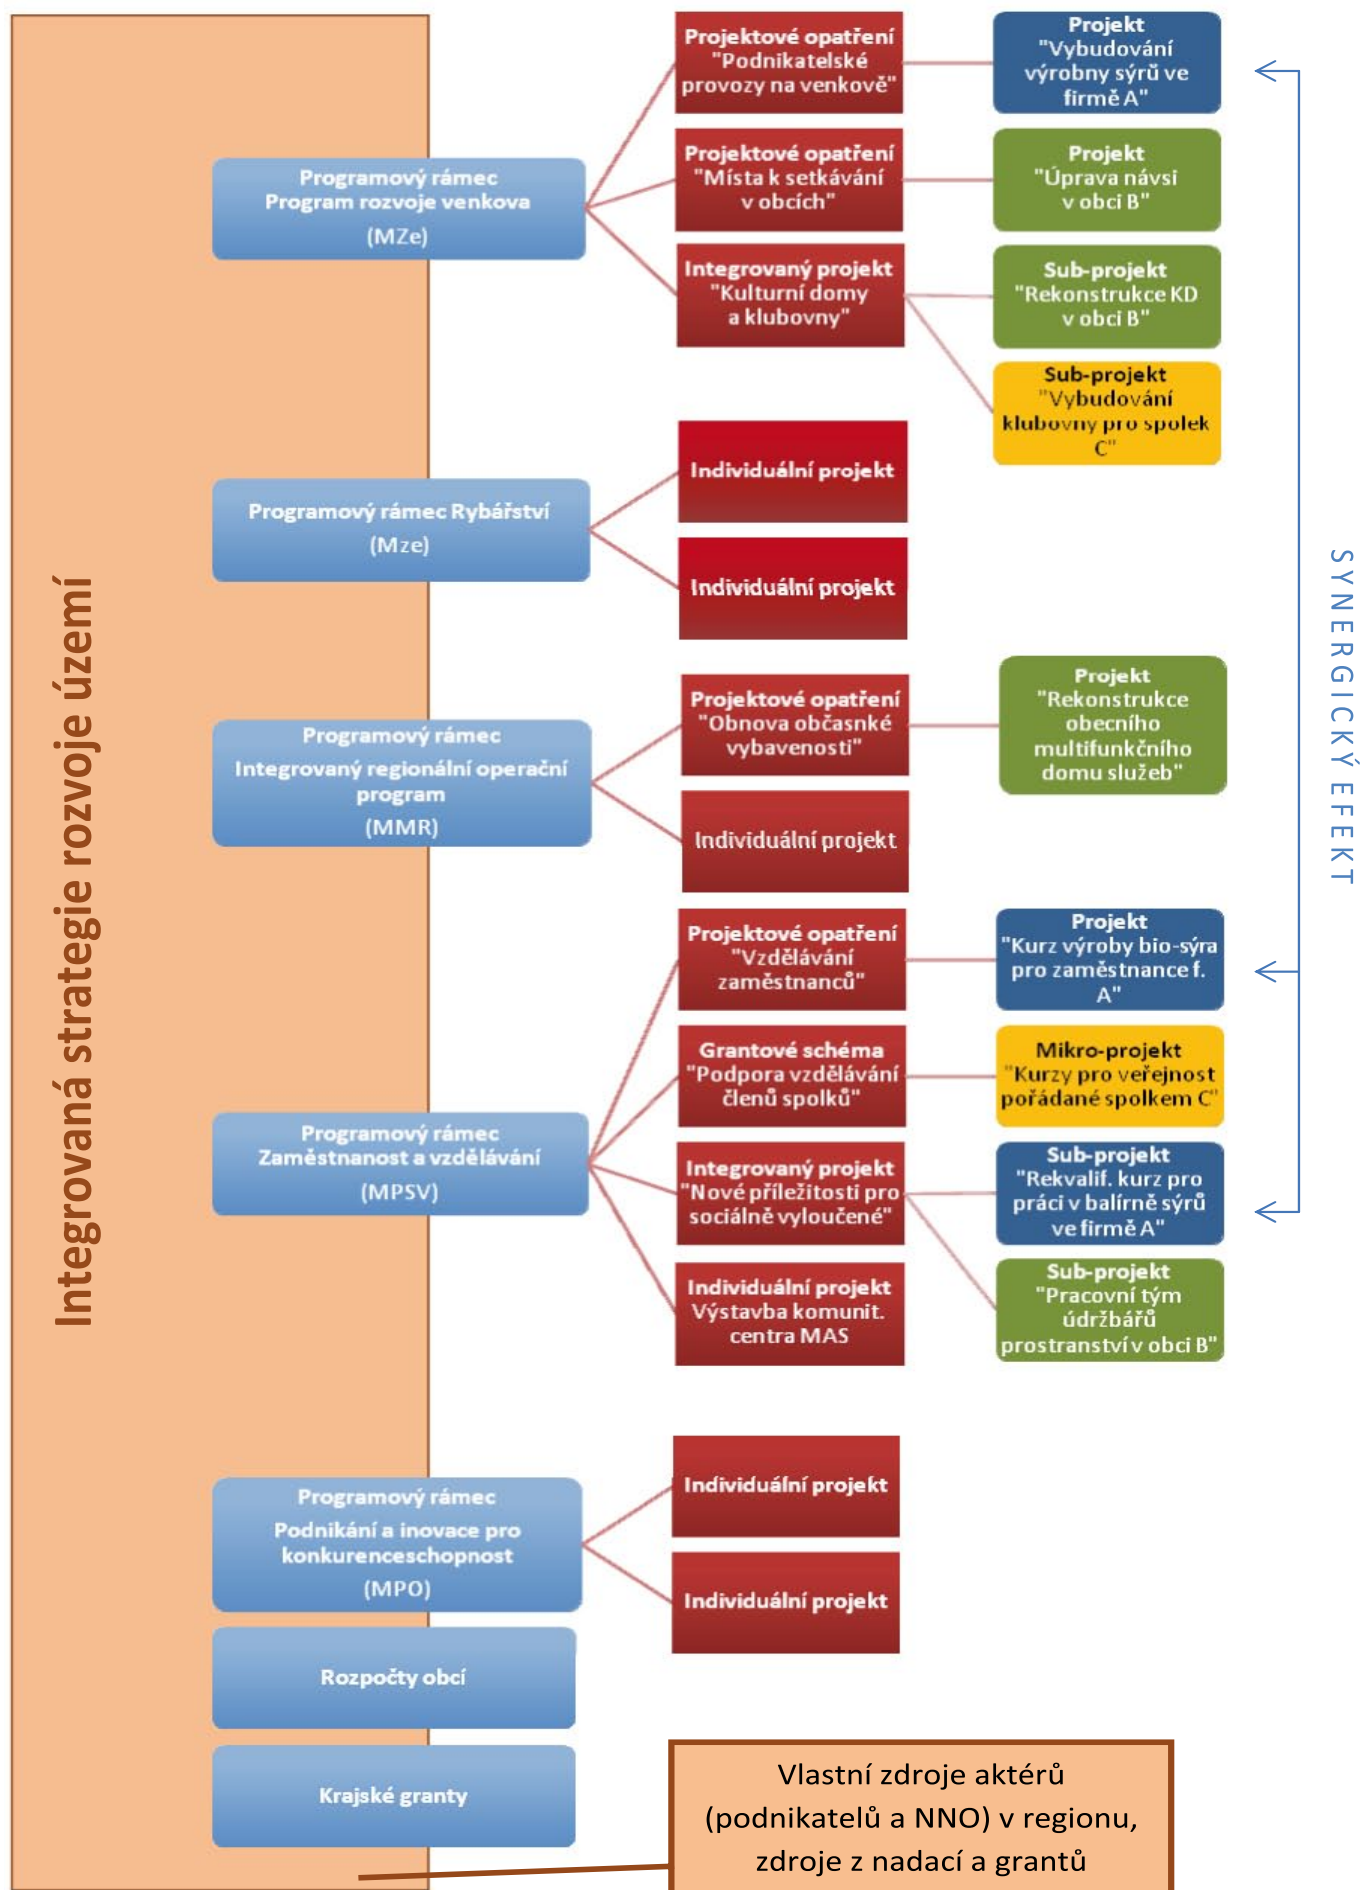 Integrovaná strategie rozvoje území
Programový rámec
Program rozvoje venkova
(MZe)
Projektové opatření
"Podnikatelské
provozy na venkově"
Projekt
"Vybudování
výrobny sýrů ve
firmě A"
Projektové opatření
"Místa k setkávání
v obcích"
Projekt
"Úprava návsi
v obci B"
Integrovaný projekt
"Kulturní domy
a klubovny"
Sub-projekt
"Rekonstrukce KD
v obci B"
Sub-projekt
"Vybudování
klubovny pro spolek
C"
Programový rámec Rybářství
(Mze)
Individuální projekt
Individuální projekt
Programový rámec
Integrovaný regionální operační
program
(MMR)
Projektové opatření
"Obnova občasnké
vybavenosti"
Projekt
"Rekonstrukce
obecního
multifunkčního
domu služeb"
Individuální projekt
Programový rámec
Zaměstnanost a vzdělávání
(MPSV)
Projektové opatření
"Vzdělávání
zaměstnanců"
Projekt
"Kurz výroby bio-sýra
pro zaměstnance f.
A"
Grantové schéma
"Podpora vzdělávání
členů spolků"
Mikro-projekt
"Kurzy pro veřejnost
pořádané spolkem C"
Integrovaný projekt
"Nové příležitosti pro
sociálně vyloučené"
Sub-projekt
"Rekvalif. kurz pro
práci v balírně sýrů
ve firmě A"
Sub-projekt
"Pracovní tým
údržbářů
prostranství v obci B"
Individuální projekt
Výstavba komunit.
centra MAS
SYNERGICKÝ EFEKT
Programový rámec
Podnikání a inovace pro
konkurenceschopnost
(MPO)
Individuální projekt
Individuální projekt
Rozpočty obcí
Krajské granty
Vlastní zdroje aktérů
(podnikatelů a NNO) v regionu,
zdroje z nadací a grantů